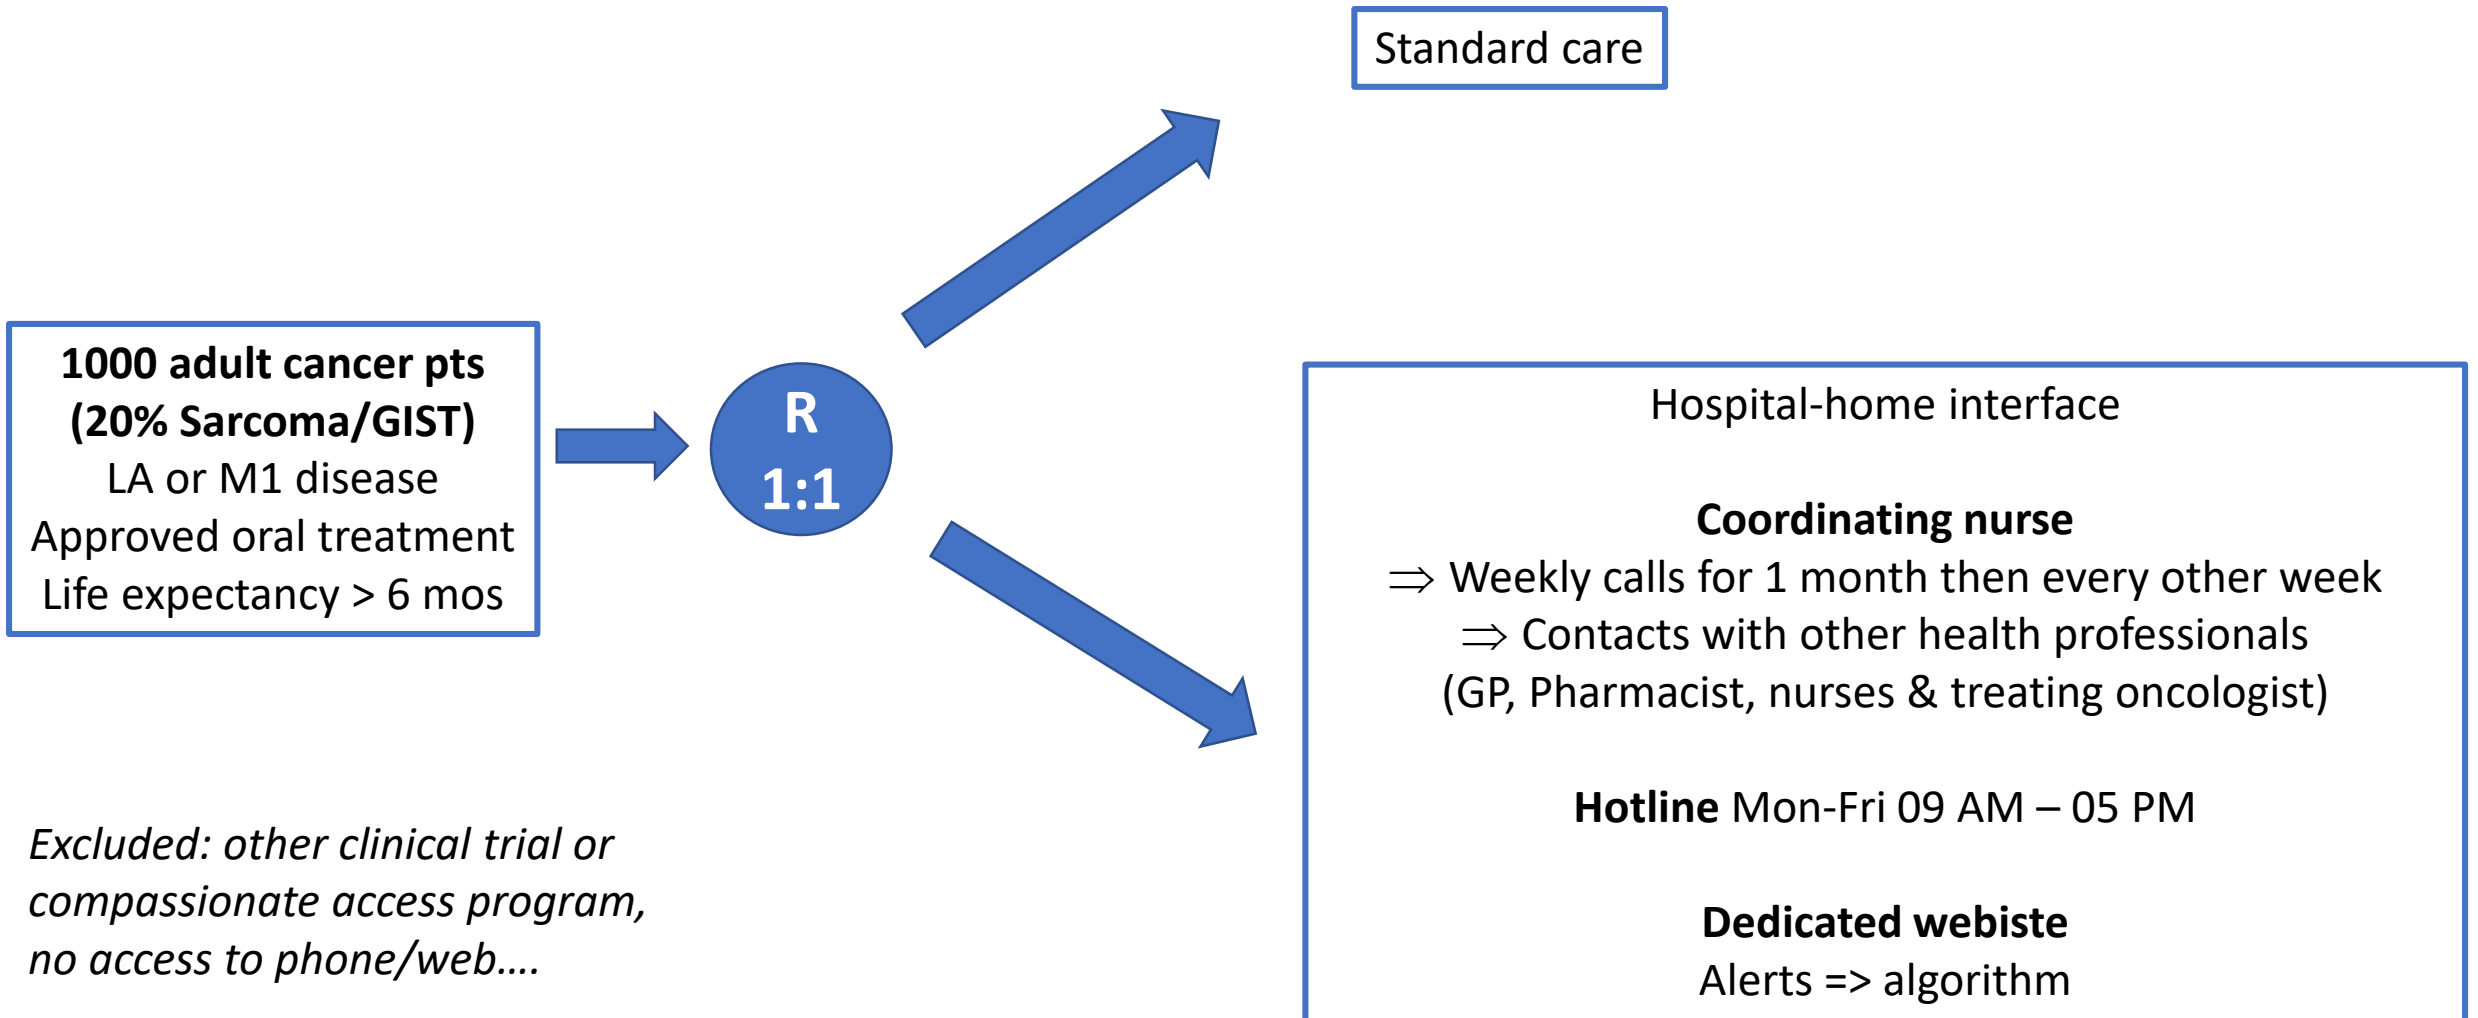 Standard care
1000 adult cancer pts
(20% Sarcoma/GIST)
LA or M1 disease
Approved oral treatment
Life expectancy > 6 mos
R
1:1
Hospital-home interface
Coordinating nurse
⇒ Weekly calls for 1 month then every other week
⇒ Contacts with other health professionals
(GP, Pharmacist, nurses & treating oncologist)
Hotline Mon-Fri 09 AM – 05 PM
Dedicated webiste
Alerts => algorithm
Excluded: other clinical trial or
compassionate access program,
no access to phone/web....